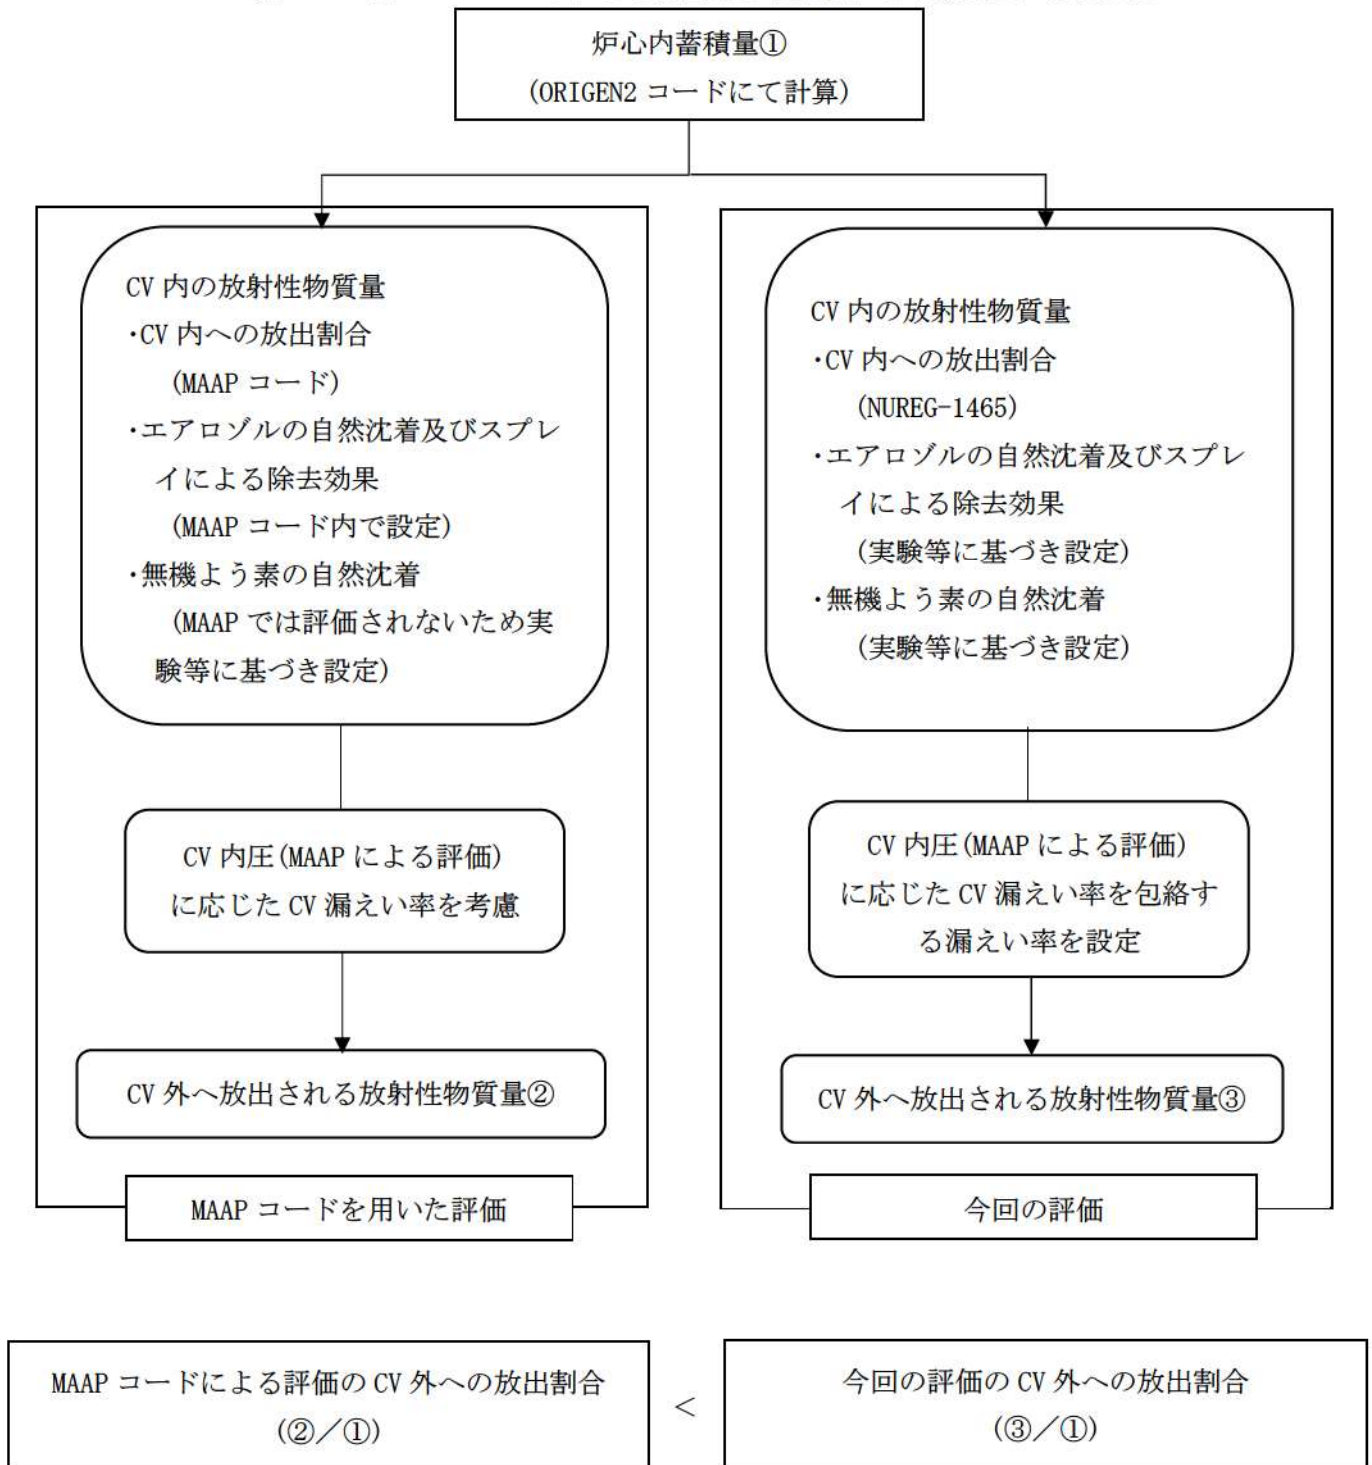 炉心内蓄積量①
(ORIGEN2 コードにて計算)
CV 内の放射性物質量
・CV 内への放出割合
(MAAP コード)
・エアロゾルの自然沈着及びスプレ
イによる除去効果
(MAAP コード内で設定)
・無機よう素の自然沈着
(MAAP では評価されないため実
験等に基づき設定)
CV 内圧(MAAP による評価)
に応じた CV 漏えい率を考慮
CV 外へ放出される放射性物質量②
MAAP コードを用いた評価
CV 内の放射性物質量
・CV 内への放出割合
(NUREG-1465)
・エアロゾルの自然沈着及びスプレ
イによる除去効果
(実験等に基づき設定)
・無機よう素の自然沈着
(実験等に基づき設定)
CV 内圧(MAAP による評価)
に応じた CV 漏えい率を包絡す
る漏えい率を設定
CV 外へ放出される放射性物質量③
今回の評価
MAAP コードによる評価の CV 外への放出割合
(②／①)
＜
今回の評価の CV 外への放出割合
(③／①)